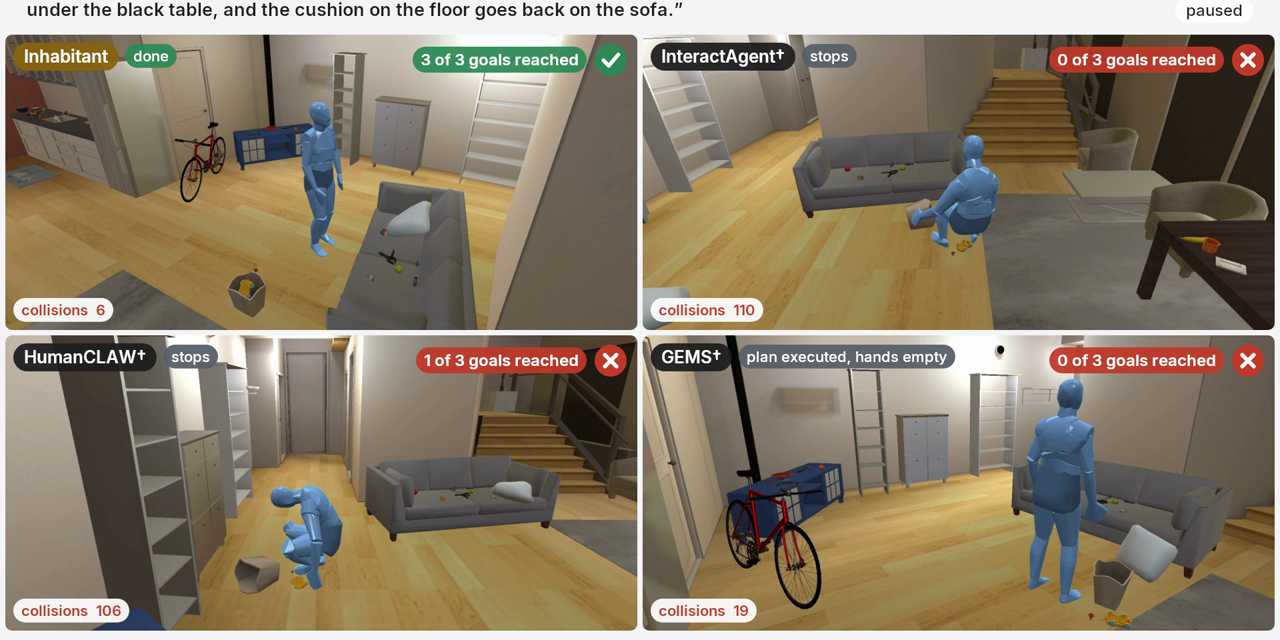 under the black table, and the cushion on the floor goes back on the sofa.”
paused
Inhabitant done 3 of 3 goals reached
collisions 6
InteractAgent† stops 0 of 3 goals reached
collisions 110
HumanCLAW† stops 1 of 3 goals reached
collisions 106
GEMS† plan executed, hands empty 0 of 3 goals reached
collisions 19